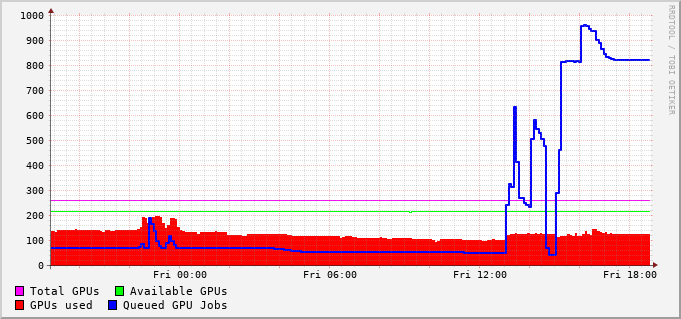 RRDTOOL / TOBI OETIKER
1000
900
800
700
600
500
400
300
200
100
0
Fri 00:00 Fri 06:00 Fri 12:00 Fri 18:00
Total GPUs Available GPUs
GPUs used Queued GPU Jobs